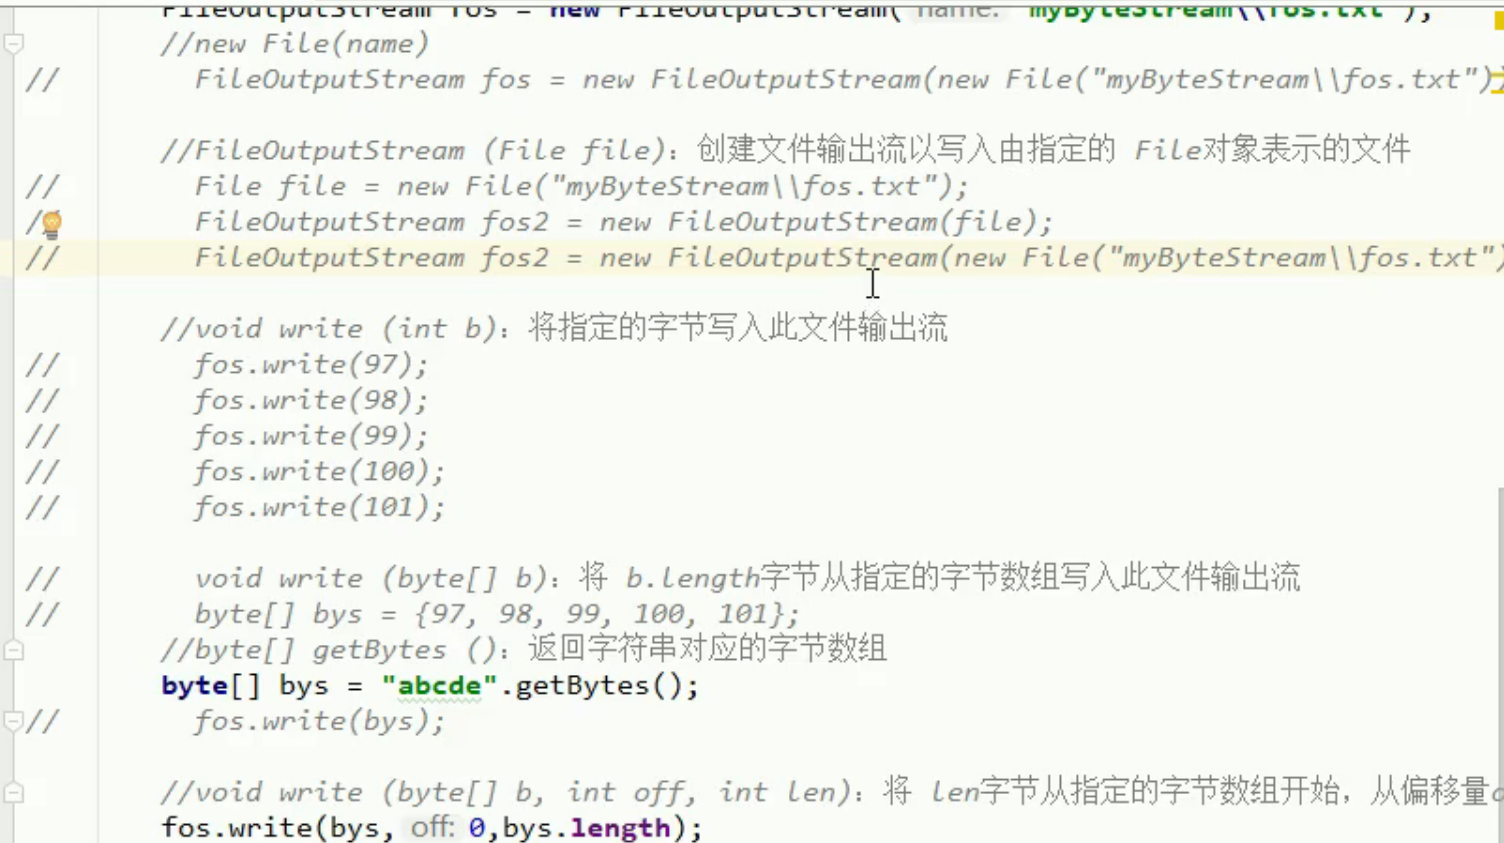 FileOutputStream fos = new FileOutputStream( name: "myByteStream\\fos.txt");
//new File(name)
// FileOutputStream fos = new FileOutputStream(new File("myByteStream\\fos.txt"))
//FileOutputStream (File file)：创建文件输出流以写入由指定的 File对象表示的文件
// File file = new File("myByteStream\\fos.txt");
/ FileOutputStream fos2 = new FileOutputStream(file);
// FileOutputStream fos2 = new FileOutputStream(new File("myByteStream\\fos.txt")
//void write (int b)：将指定的字节写入此文件输出流
// fos.write(97);
// fos.write(98);
// fos.write(99);
// fos.write(100);
// fos.write(101);
// void write (byte[] b)：将 b.length字节从指定的字节数组写入此文件输出流
// byte[] bys = {97, 98, 99, 100, 101};
//byte[] getBytes ()：返回字符串对应的字节数组
byte[] bys = "abcde".getBytes();
// fos.write(bys);
//void write (byte[] b, int off, int len)：将 len字节从指定的字节数组开始，从偏移量o
fos.write(bys, off: 0,bys.length);